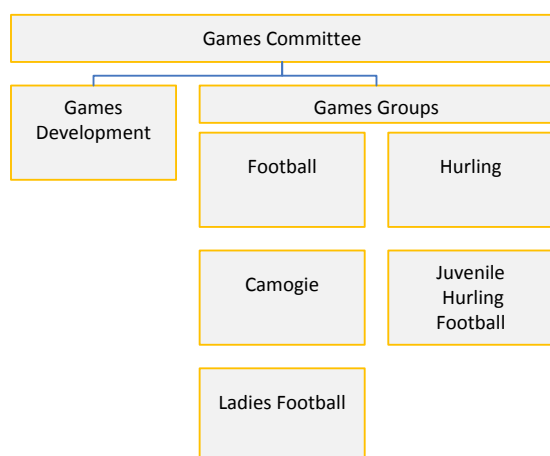 Games Committee
Games
Development
Games Groups
Football
Hurling
Camogie
Juvenile
Hurling
Football
Ladies Football